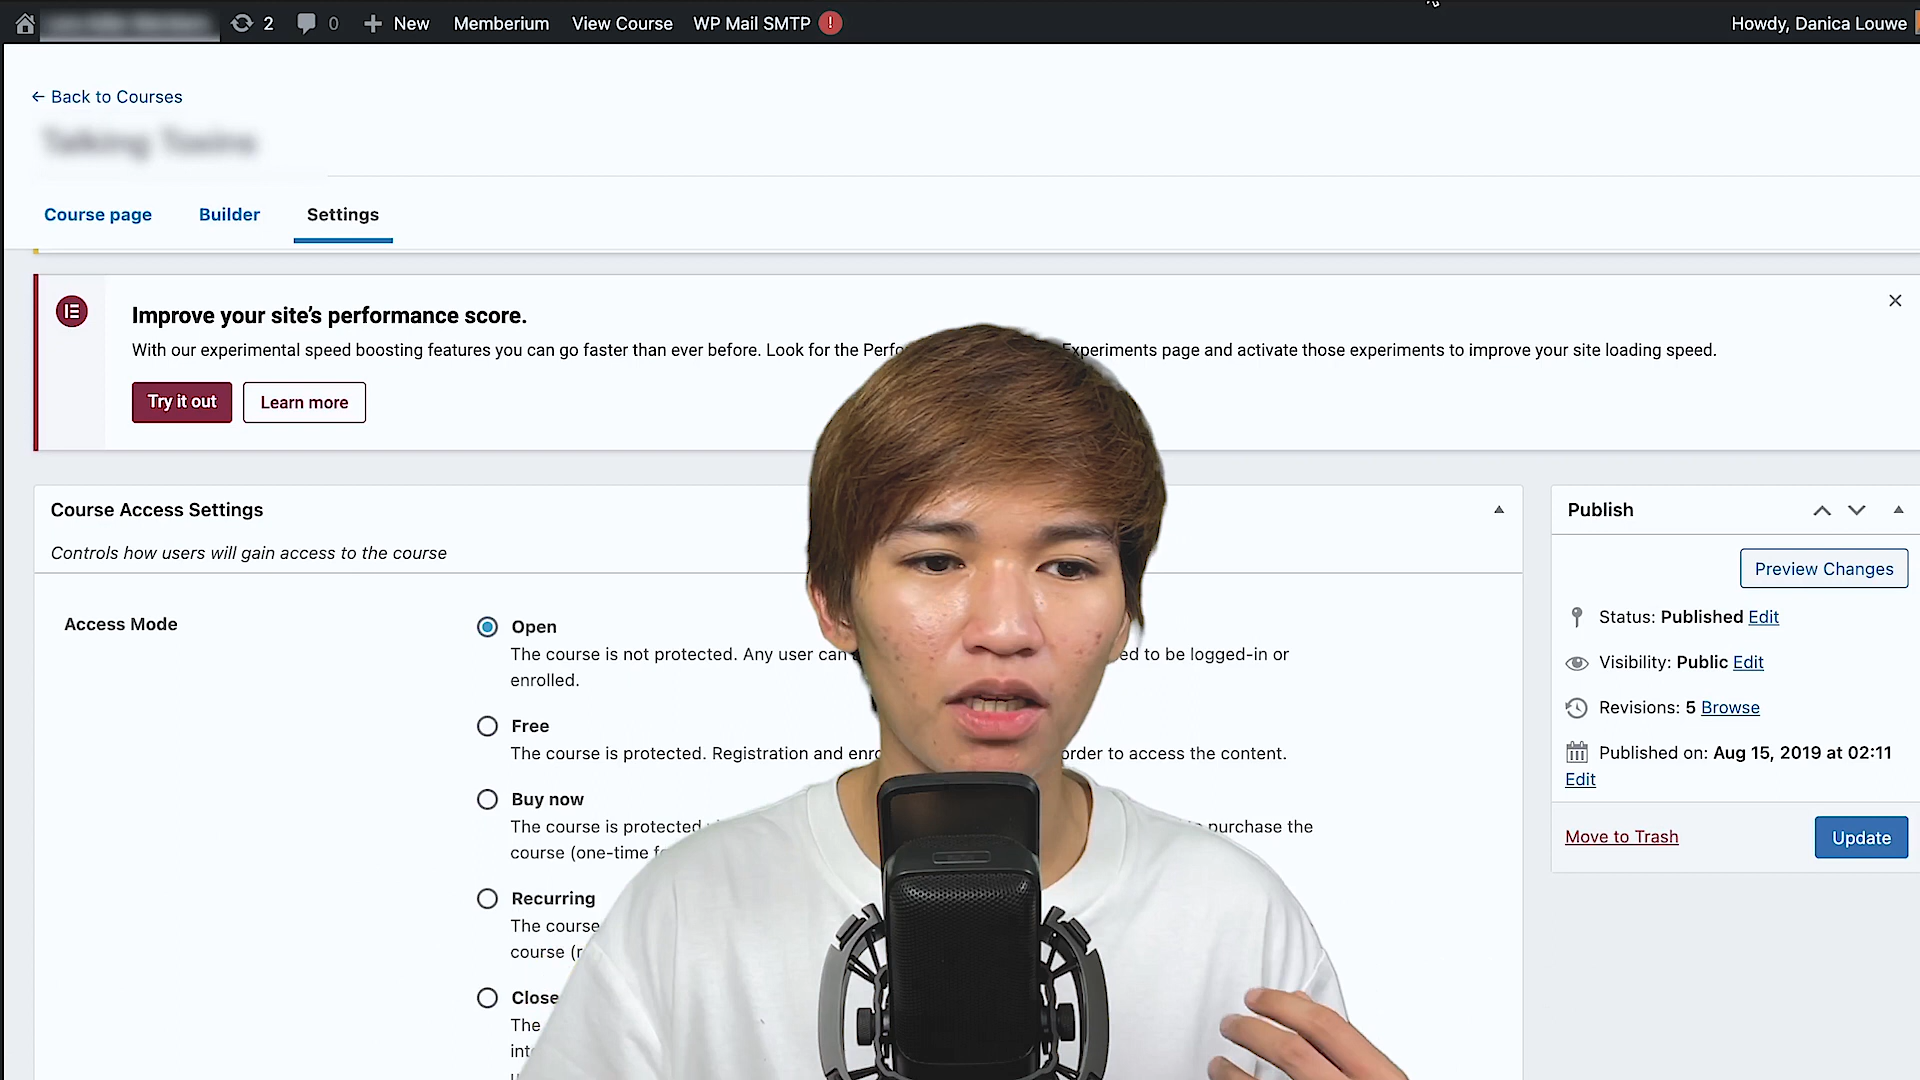 2
0
New
Memberium
View Course
WP Mail SMTP
!
Howdy, Danica Louwe
← Back to Courses
Course page
Builder
Settings
Improve your site's performance score.
With our experimental speed boosting features you can go faster than ever before. Look for the Experiments page and activate those experiments to improve your site loading speed.
Try it out
Learn more
Course Access Settings
Controls how users will gain access to the course
Access Mode
Open
The course is not protected. Any user can to be logged-in or
enrolled.
Free
The course is protected. Registration and order to access the content.
Buy now
The course is protected purchase the
course (one-time
Recurring
The course
course
Close
The
Publish
Preview Changes
Status: Published Edit
Visibility: Public Edit
Revisions: 5 Browse
Published on: Aug 15, 2019 at 02:11
Edit
Move to Trash
Update